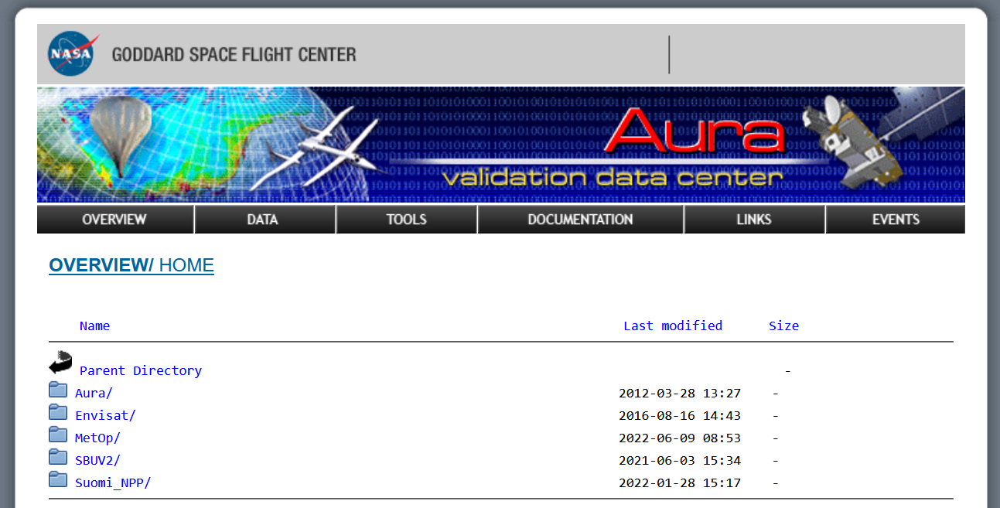 NASA GODDARD SPACE FLIGHT CENTER
Aura
validation data center
OVERVIEW DATA TOOLS DOCUMENTATION LINKS EVENTS
OVERVIEW/ HOME
Name Last modified Size
Parent Directory -
Aura/ 2012-03-28 13:27 -
Envisat/ 2016-08-16 14:43 -
MetOp/ 2022-06-09 08:53 -
SBUV2/ 2021-06-03 15:34 -
Suomi_NPP/ 2022-01-28 15:17 -